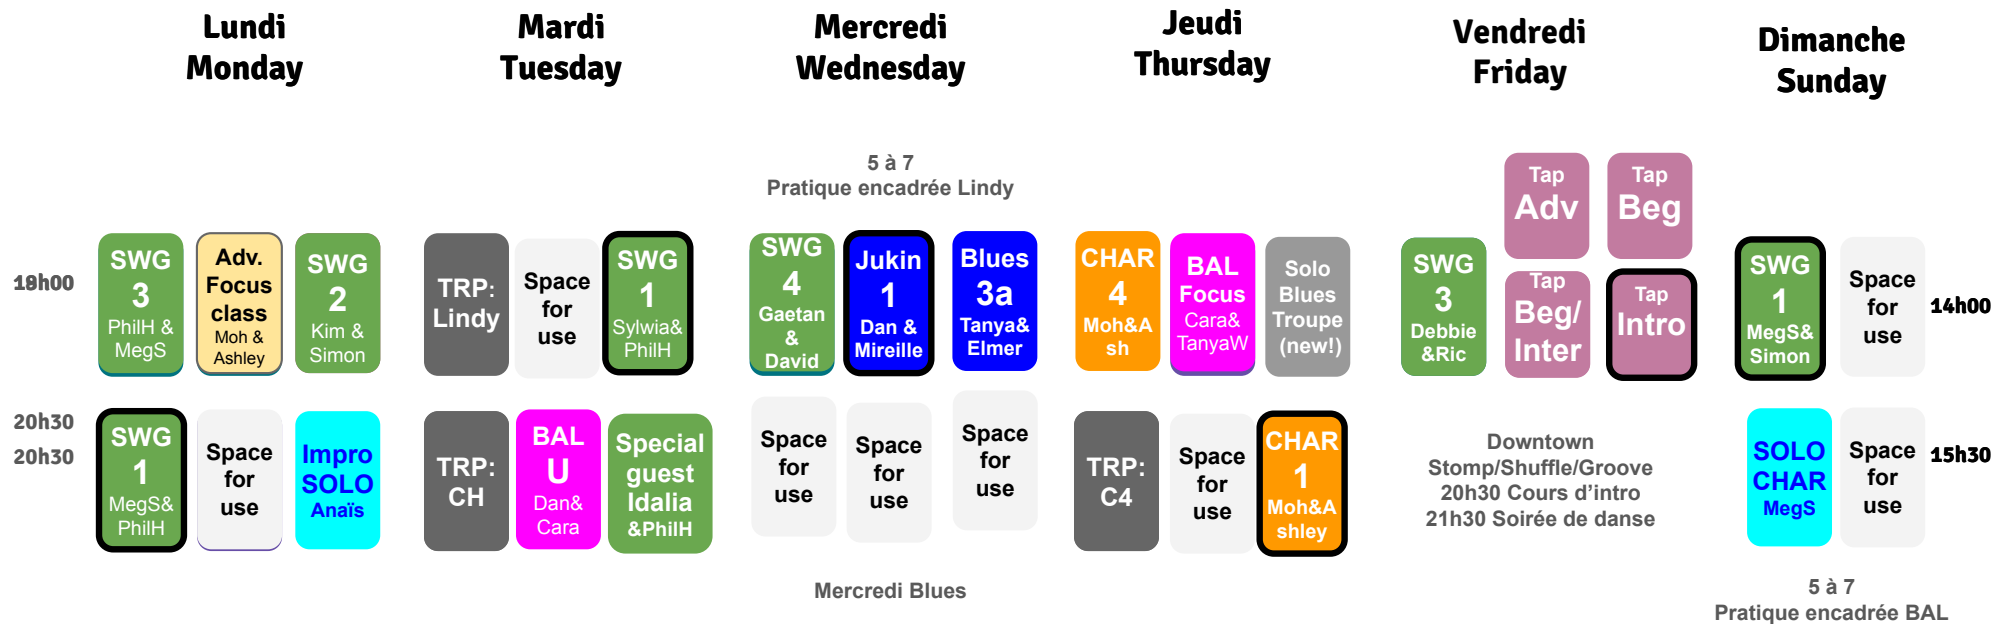 Lundi
Monday
Mardi
Tuesday
Mercredi
Wednesday
Jeudi
Thursday
Vendredi
Friday
Dimanche
Sunday
5 à 7
Pratique encadrée Lindy
Tap
Adv
Tap
Beg
SWG
3
PhilH &
MegS
Adv.
Focus
class
Moh &
Ashley
SWG
2
Kim &
Simon
TRP:
Lindy
Space
for
use
SWG
1
Sylwia&
PhilH
SWG
4
Gaetan
&
David
Jukin
1
Dan &
Mireille
Blues
3a
Tanya&
Elmer
CHAR
4
Moh&A
sh
BAL
Focus
Cara&
TanyaW
Solo
Blues
Troupe
(new!)
SWG
3
Debbie
&Ric
Tap
Beg/
Inter
Tap
Intro
SWG
1
MegS&
Simon
Space
for
use
14h00
20h30
20h30
SWG
1
MegS&
PhilH
Space
for
use
Impro
SOLO
Anaïs
TRP:
CH
BAL
U
Dan&
Cara
Special
guest
Idalia
&PhilH
Space
for
use
Space
for
use
Space
for
use
TRP:
C4
Space
for
use
CHAR
1
Moh&A
shley
Downtown
Stomp/Shuffle/Groove
20h30 Cours d'intro
21h30 Soirée de danse
SOLO
CHAR
MegS
Space
for
use
15h30
Mercredi Blues
5 à 7
Pratique encadrée BAL